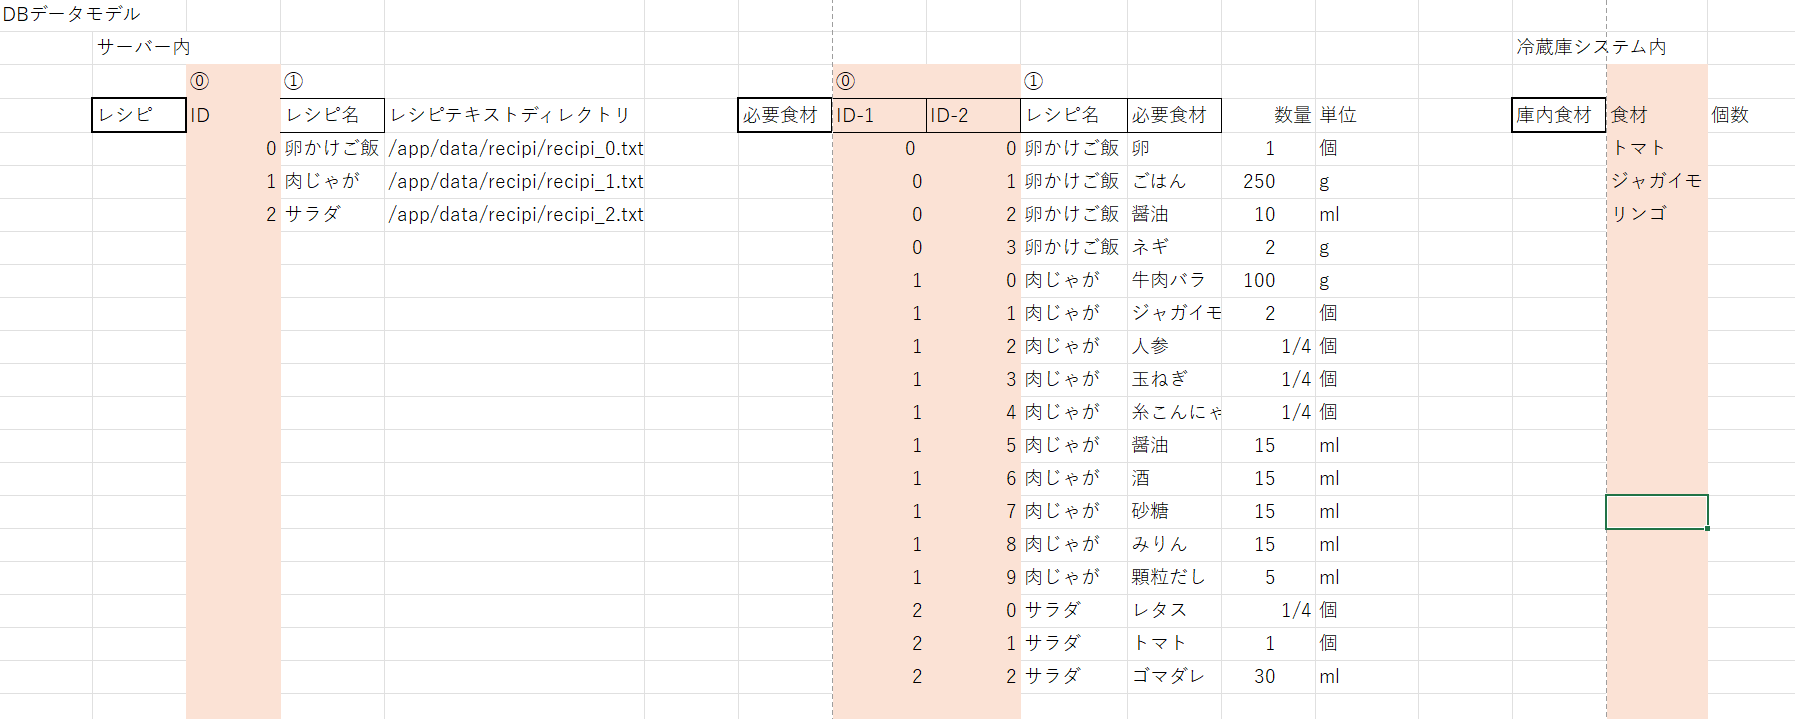 DBデータモデル
サーバー内 冷蔵庫システム内
⓪ ① ⓪ ①
レシピ ID レシピ名 レシピテキストディレクトリ 必要食材 ID-1 ID-2 レシピ名 必要食材 数量 単位 庫内食材 食材 個数
0 卵かけご飯 /app/data/recipi/recipi_0.txt 0 0 卵かけご飯 卵 1 個 トマト
1 肉じゃが /app/data/recipi/recipi_1.txt 0 1 卵かけご飯 ごはん 250 g ジャガイモ
2 サラダ /app/data/recipi/recipi_2.txt 0 2 卵かけご飯 醤油 10 ml リンゴ
0 3 卵かけご飯 ネギ 2 g
1 0 肉じゃが 牛肉バラ 100 g
1 1 肉じゃが ジャガイモ 2 個
1 2 肉じゃが 人参 1/4 個
1 3 肉じゃが 玉ねぎ 1/4 個
1 4 肉じゃが 糸こんにゃ 1/4 個
1 5 肉じゃが 醤油 15 ml
1 6 肉じゃが 酒 15 ml
1 7 肉じゃが 砂糖 15 ml
1 8 肉じゃが みりん 15 ml
1 9 肉じゃが 顆粒だし 5 ml
2 0 サラダ レタス 1/4 個
2 1 サラダ トマト 1 個
2 2 サラダ ゴマダレ 30 ml